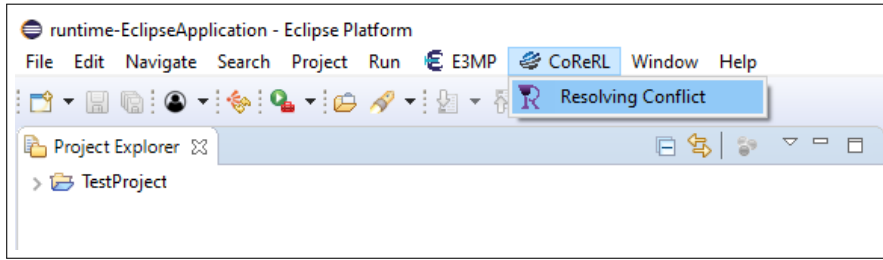 runtime-EclipseApplication - Eclipse Platform
File Edit Navigate Search Project Run E3MP CoReRL Window Help
Resolving Conflict
Project Explorer
TestProject